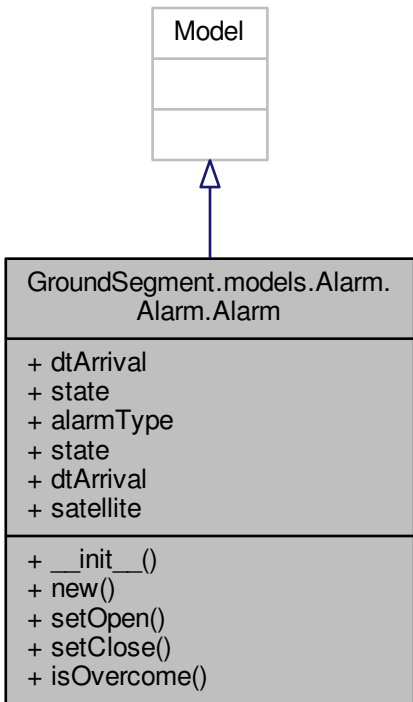 Model
GroundSegment.models.Alarm.
Alarm.Alarm
+ dtArrival
+ state
+ alarmType
+ state
+ dtArrival
+ satellite
+ __init__()
+ new()
+ setOpen()
+ setClose()
+ isOvercome()